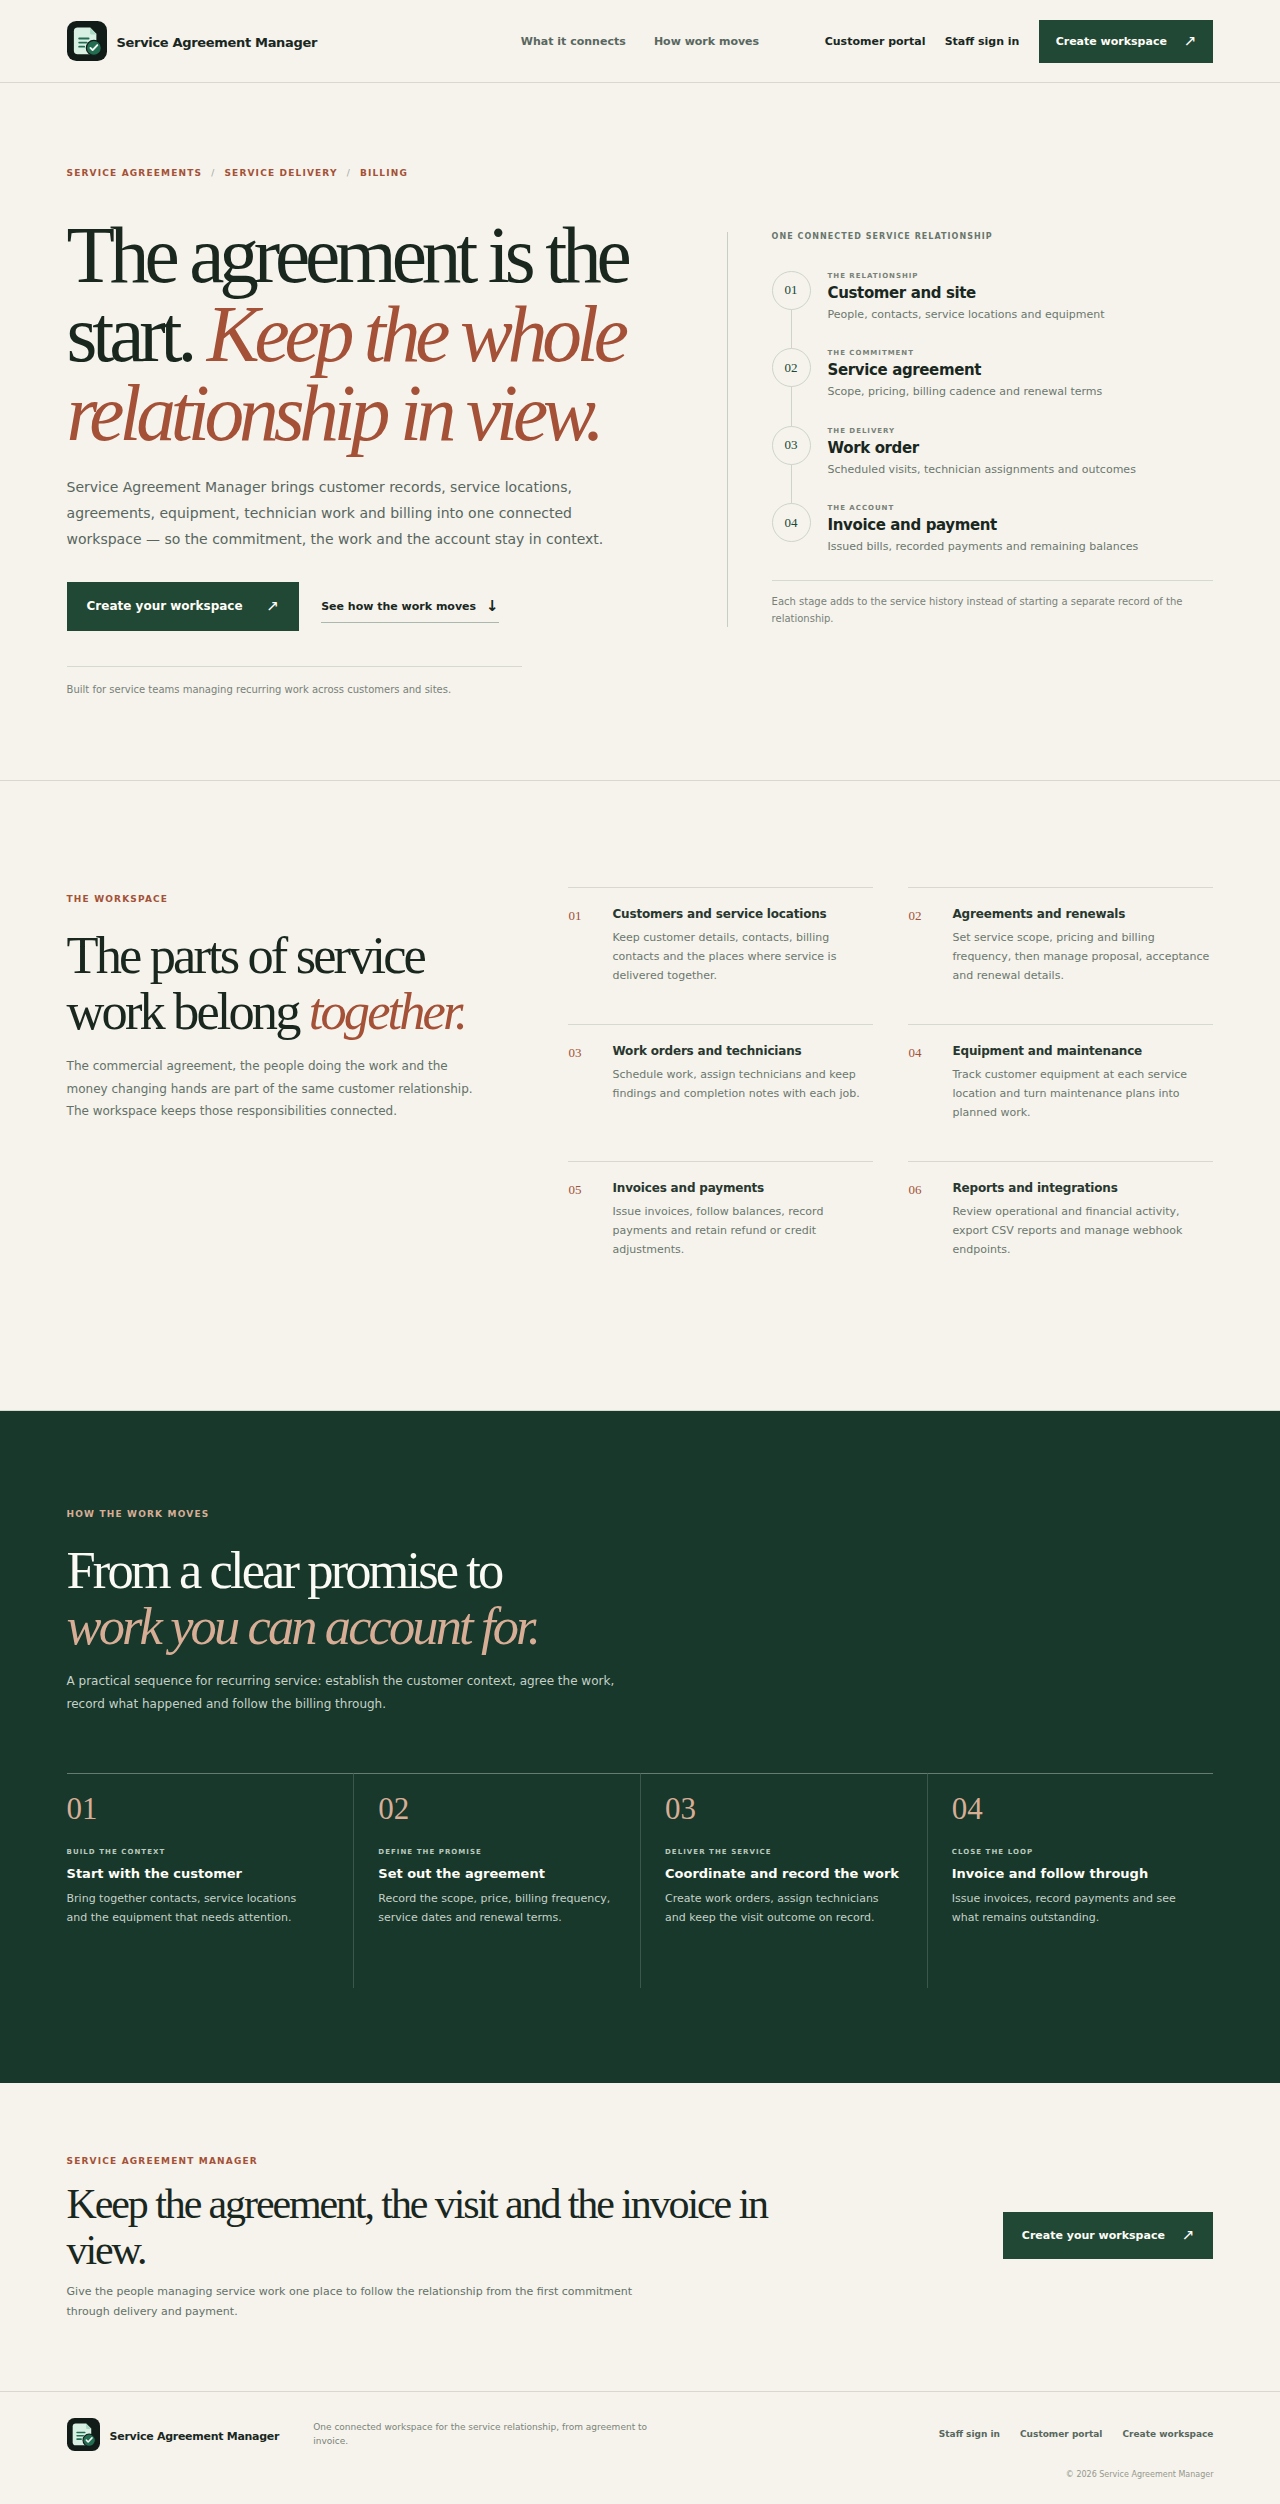 Service Agreement Manager
What it connects
How work moves
Customer portal
Staff sign in
Create workspace ↗
SERVICE AGREEMENTS / SERVICE DELIVERY / BILLING
The agreement is the
start. Keep the whole
relationship in view.
Service Agreement Manager brings customer records, service locations,
agreements, equipment, technician work and billing into one connected
workspace — so the commitment, the work and the account stay in context.
Create your workspace ↗
See how the work moves ↓
Built for service teams managing recurring work across customers and sites.
ONE CONNECTED SERVICE RELATIONSHIP
01
THE RELATIONSHIP
Customer and site
People, contacts, service locations and equipment
02
THE COMMITMENT
Service agreement
Scope, pricing, billing cadence and renewal terms
03
THE DELIVERY
Work order
Scheduled visits, technician assignments and outcomes
04
THE ACCOUNT
Invoice and payment
Issued bills, recorded payments and remaining balances
Each stage adds to the service history instead of starting a separate record of the
relationship.
THE WORKSPACE
The parts of service
work belong together.
The commercial agreement, the people doing the work and the
money changing hands are part of the same customer relationship.
The workspace keeps those responsibilities connected.
01
Customers and service locations
Keep customer details, contacts, billing
contacts and the places where service is
delivered together.
02
Agreements and renewals
Set service scope, pricing and billing
frequency, then manage proposal, acceptance
and renewal details.
03
Work orders and technicians
Schedule work, assign technicians and keep
findings and completion notes with each job.
04
Equipment and maintenance
Track customer equipment at each service
location and turn maintenance plans into
planned work.
05
Invoices and payments
Issue invoices, follow balances, record
payments and retain refund or credit
adjustments.
06
Reports and integrations
Review operational and financial activity,
export CSV reports and manage webhook
endpoints.
HOW THE WORK MOVES
From a clear promise to
work you can account for.
A practical sequence for recurring service: establish the customer context, agree the work,
record what happened and follow the billing through.
01
BUILD THE CONTEXT
Start with the customer
Bring together contacts, service locations
and the equipment that needs attention.
02
DEFINE THE PROMISE
Set out the agreement
Record the scope, price, billing frequency,
service dates and renewal terms.
03
DELIVER THE SERVICE
Coordinate and record the work
Create work orders, assign technicians
and keep the visit outcome on record.
04
CLOSE THE LOOP
Invoice and follow through
Issue invoices, record payments and see
what remains outstanding.
SERVICE AGREEMENT MANAGER
Keep the agreement, the visit and the invoice in
view.
Give the people managing service work one place to follow the relationship from the first commitment
through delivery and payment.
Create your workspace ↗
Service Agreement Manager
One connected workspace for the service relationship, from agreement to
invoice.
Staff sign in
Customer portal
Create workspace
© 2026 Service Agreement Manager